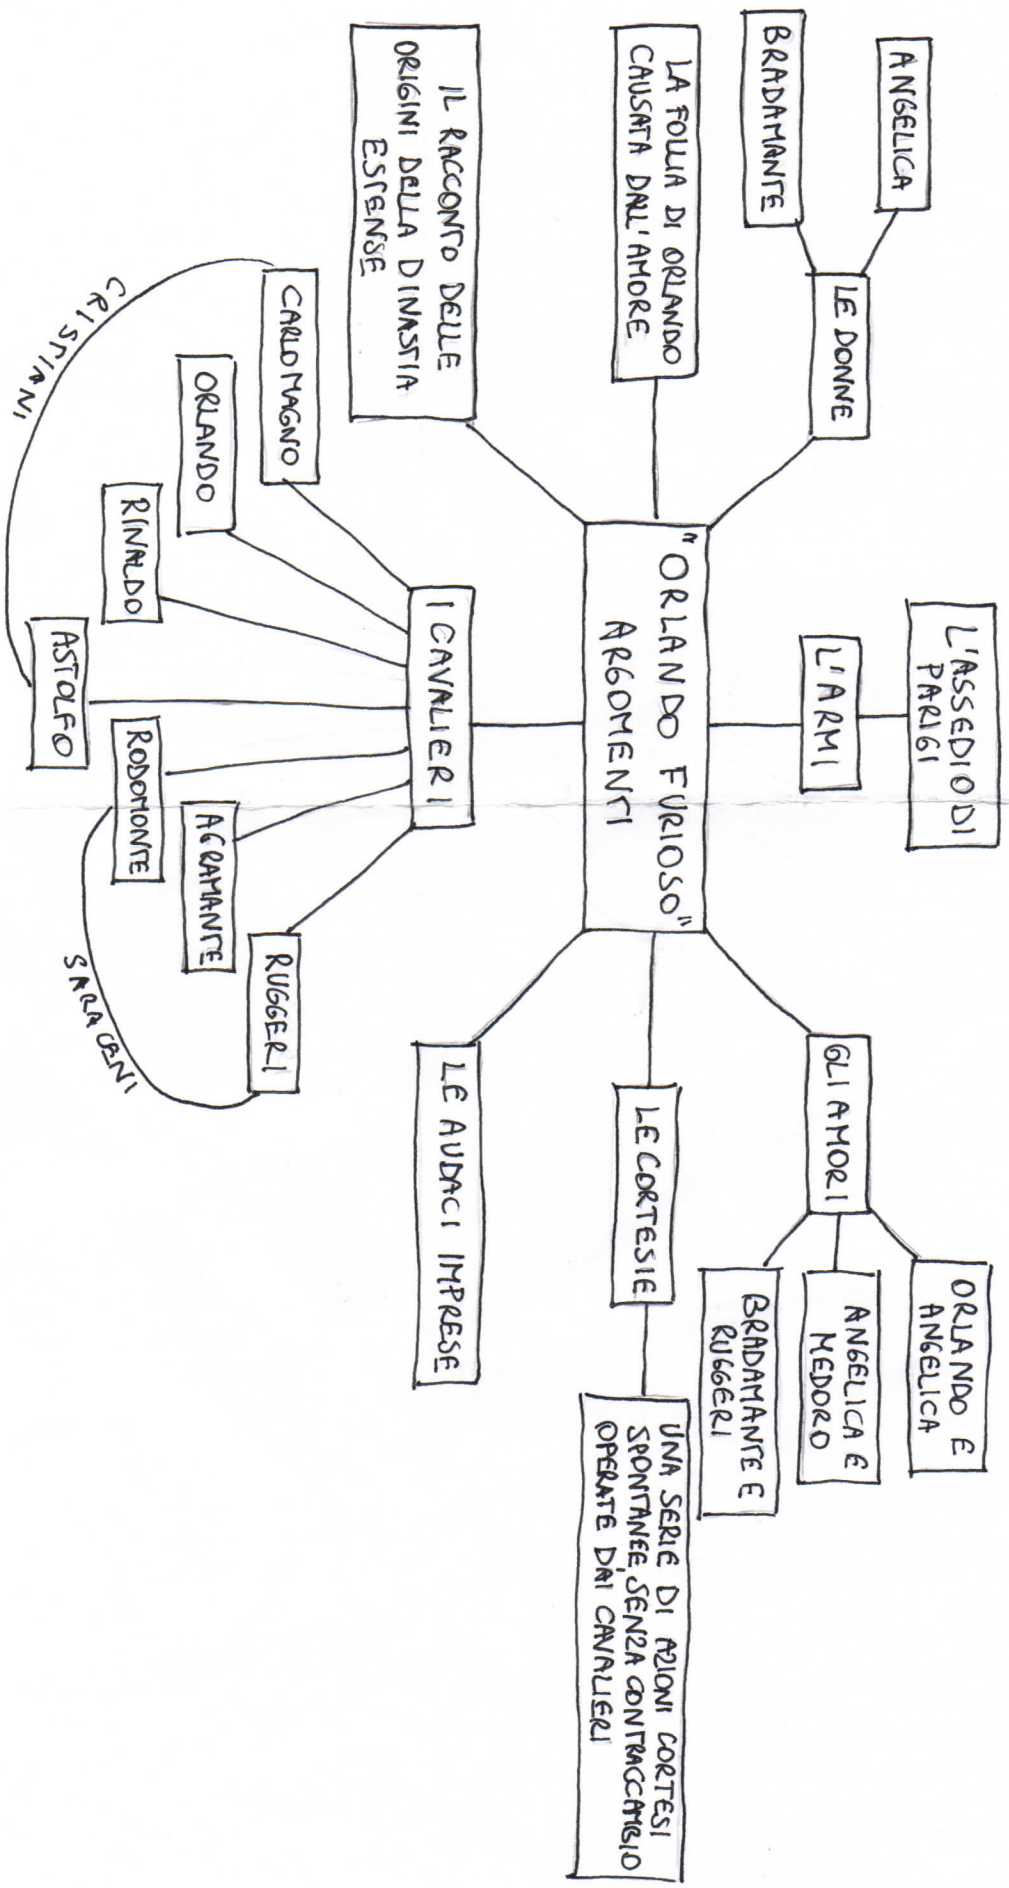 L'ASSEDIO DI
PARIGI
ANGELICA
BRADAMANTE
LE DONNE
L'ARMI
GLI AMORI
ORLANDO E
ANGELICA
ANGELICA E
MEDORO
BRADAMANTE E
RUGGERI
LA FOLLIA DI ORLANDO
CAUSATA DALL'AMORE
"ORLANDO FURIOSO"
ARGOMENTI
LE CORTESIE
UNA SERIE DI AZIONI CORTESI
SPONTANEE, SENZA CONTRACCAMBIO
OPERATE DAI CAVALIERI
IL RACCONTO DELLE
ORIGINI DELLA DINASTIA
ESTENSE
I CAVALIERI
LE AUDACI IMPRESE
CARLO MAGNO
ORLANDO
RINALDO
ASTOLFO
RODOMONTE
AGRAMANTE
RUGGERI
CRISTIANI
SARACENI